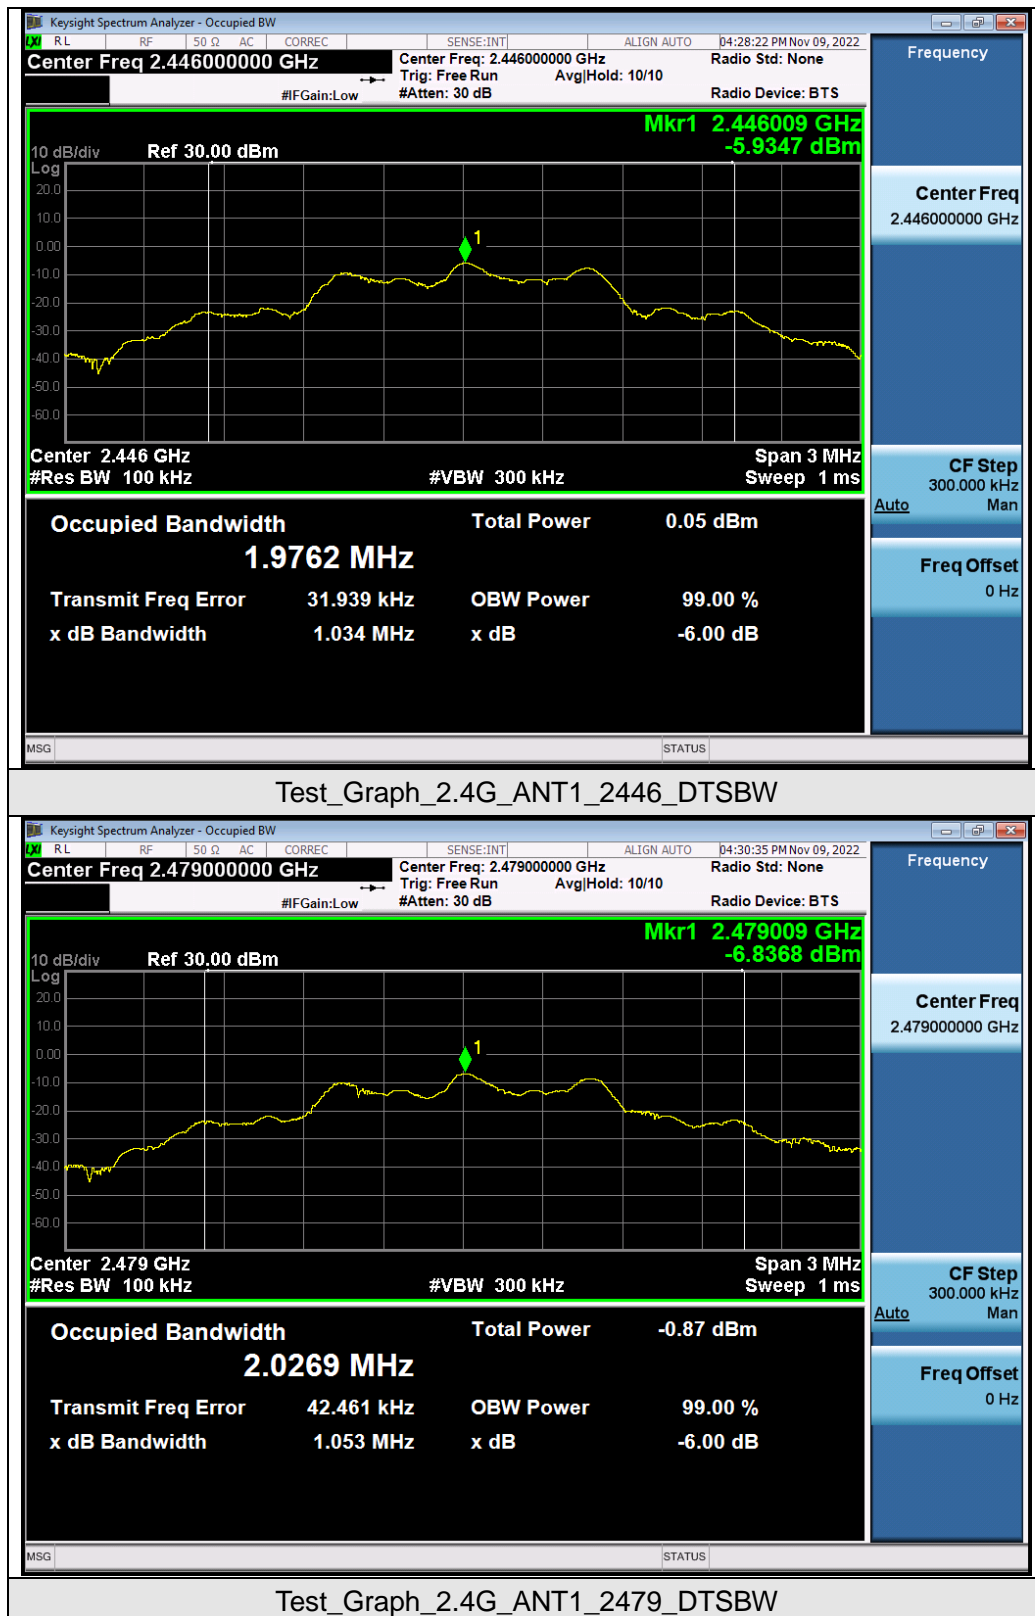 Keysight Spectrum Analyzer - Occupied BW
LXI RL RF 50 Ω AC CORREC SENSE:INT ALIGN AUTO 04:28:22 PM Nov 09, 2022
Center Freq 2.446000000 GHz Center Freq: 2.446000000 GHz Radio Std: None
Trig: Free Run Avg|Hold: 10/10
#IFGain:Low #Atten: 30 dB Radio Device: BTS
Frequency
Mkr1 2.446009 GHz
-5.9347 dBm
10 dB/div Ref 30.00 dBm
Log
20.0
10.0
0.00
-10.0
-20.0
-30.0
-40.0
-50.0
-60.0
1
Center 2.446 GHz Span 3 MHz
#Res BW 100 kHz #VBW 300 kHz Sweep 1 ms
Center Freq
2.446000000 GHz
CF Step
300.000 kHz
Auto Man
Freq Offset
0 Hz
Occupied Bandwidth Total Power 0.05 dBm
1.9762 MHz
Transmit Freq Error 31.939 kHz OBW Power 99.00 %
x dB Bandwidth 1.034 MHz x dB -6.00 dB
MSG STATUS
Test_Graph_2.4G_ANT1_2446_DTSBW
Keysight Spectrum Analyzer - Occupied BW
LXI RL RF 50 Ω AC CORREC SENSE:INT ALIGN AUTO 04:30:35 PM Nov 09, 2022
Center Freq 2.479000000 GHz Center Freq: 2.479000000 GHz Radio Std: None
Trig: Free Run Avg|Hold: 10/10
#IFGain:Low #Atten: 30 dB Radio Device: BTS
Frequency
Mkr1 2.479009 GHz
-6.8368 dBm
10 dB/div Ref 30.00 dBm
Log
20.0
10.0
0.00
-10.0
-20.0
-30.0
-40.0
-50.0
-60.0
1
Center 2.479 GHz Span 3 MHz
#Res BW 100 kHz #VBW 300 kHz Sweep 1 ms
Center Freq
2.479000000 GHz
CF Step
300.000 kHz
Auto Man
Freq Offset
0 Hz
Occupied Bandwidth Total Power -0.87 dBm
2.0269 MHz
Transmit Freq Error 42.461 kHz OBW Power 99.00 %
x dB Bandwidth 1.053 MHz x dB -6.00 dB
MSG STATUS
Test_Graph_2.4G_ANT1_2479_DTSBW